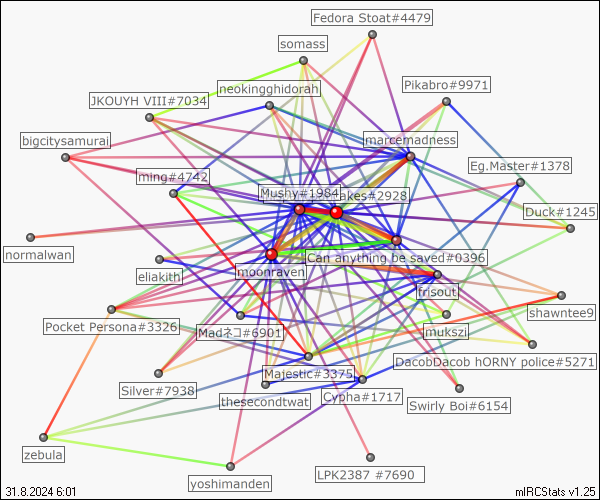 Fedora Stoat#4479
somass
Pikabro#9971
neokingghidorah
JKOUYH VIII#7034
marcemadness
bigcitysamurai
Eg.Master#1378
ming#4742
Mushy#1984
akes#2928
Duck#1245
normalwan
Can anything be saved#0396
eliakith
moonraven
frisout
shawntee9
Pocket Persona#3326
Madネコ#6901
mukszi
DacobDacob hORNY police#5271
Majestic#3375
Silver#7938
thesecondtwat
Cypha#1717
Swirly Boi#6154
zebula
LPK2387 #7690
yoshimanden
31.8.2024 6:01
mIRCStats v1.25